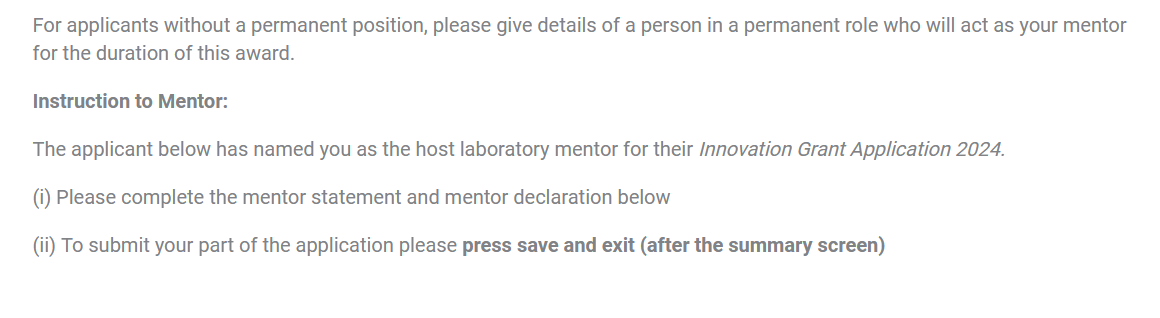 For applicants without a permanent position, please give details of a person in a permanent role who will act as your mentor
for the duration of this award.
Instruction to Mentor:
The applicant below has named you as the host laboratory mentor for their Innovation Grant Application 2024.
(i) Please complete the mentor statement and mentor declaration below
(ii) To submit your part of the application please press save and exit (after the summary screen)